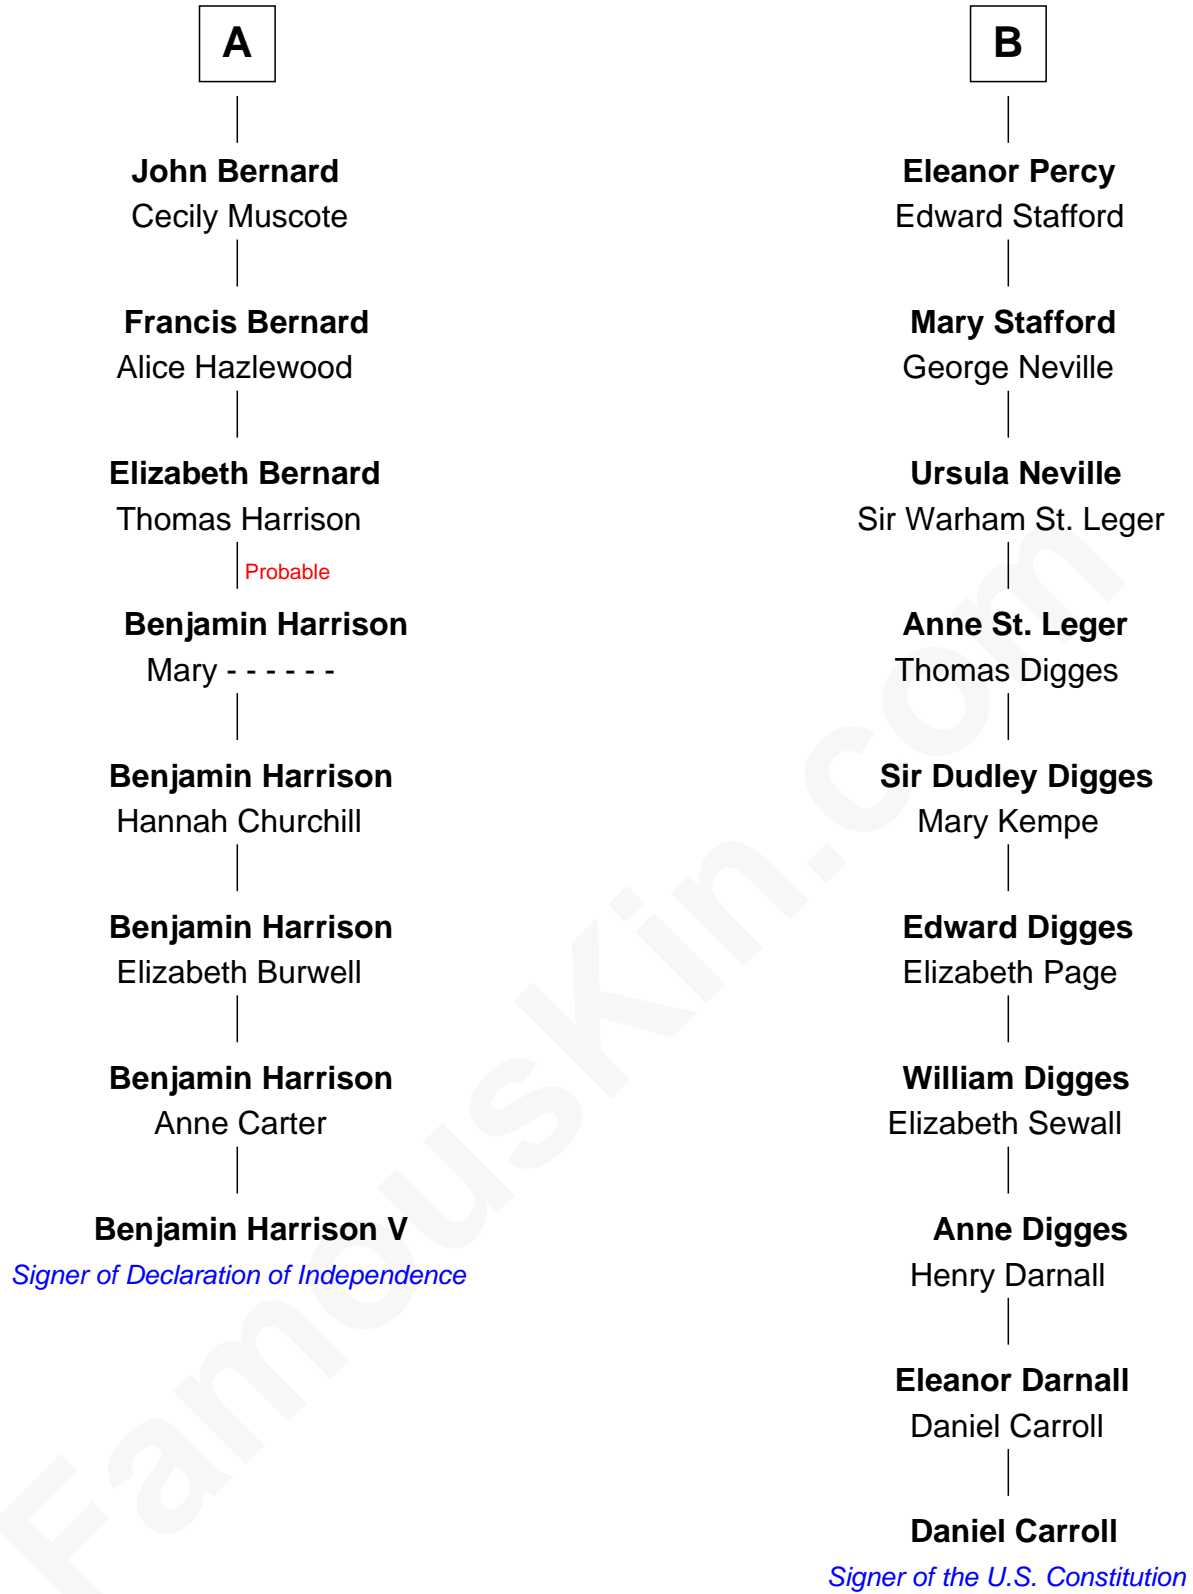 A
John Bernard
Cecily Muscote
Francis Bernard
Alice Hazlewood
Elizabeth Bernard
Thomas Harrison
Probable
Benjamin Harrison
Mary - - - - - -
Benjamin Harrison
Hannah Churchill
Benjamin Harrison
Elizabeth Burwell
Benjamin Harrison
Anne Carter
Benjamin Harrison V
Signer of Declaration of Independence
B
Eleanor Percy
Edward Stafford
Mary Stafford
George Neville
Ursula Neville
Sir Warham St. Leger
Anne St. Leger
Thomas Digges
Sir Dudley Digges
Mary Kempe
Edward Digges
Elizabeth Page
William Digges
Elizabeth Sewall
Anne Digges
Henry Darnall
Eleanor Darnall
Daniel Carroll
Daniel Carroll
Signer of the U.S. Constitution
FamousKin.com